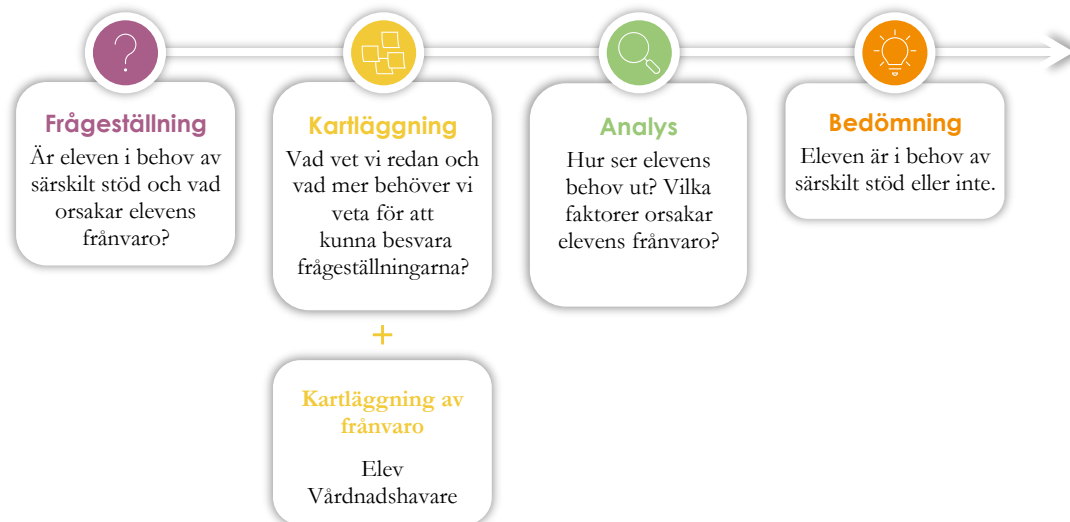 ?
Frågeställning
Är eleven i behov av
särskilt stöd och vad
orsakar elevens
frånvaro?
Kartläggning
Vad vet vi redan och
vad mer behöver vi
veta för att
kunna besvara
frågeställningarna?
+
Kartläggning av
frånvaro
Elev
Vårdnadshavare
Analys
Hur ser elevens
behov ut? Vilka
faktorer orsakar
elevens frånvaro?
Bedömning
Eleven är i behov av
särskilt stöd eller inte.